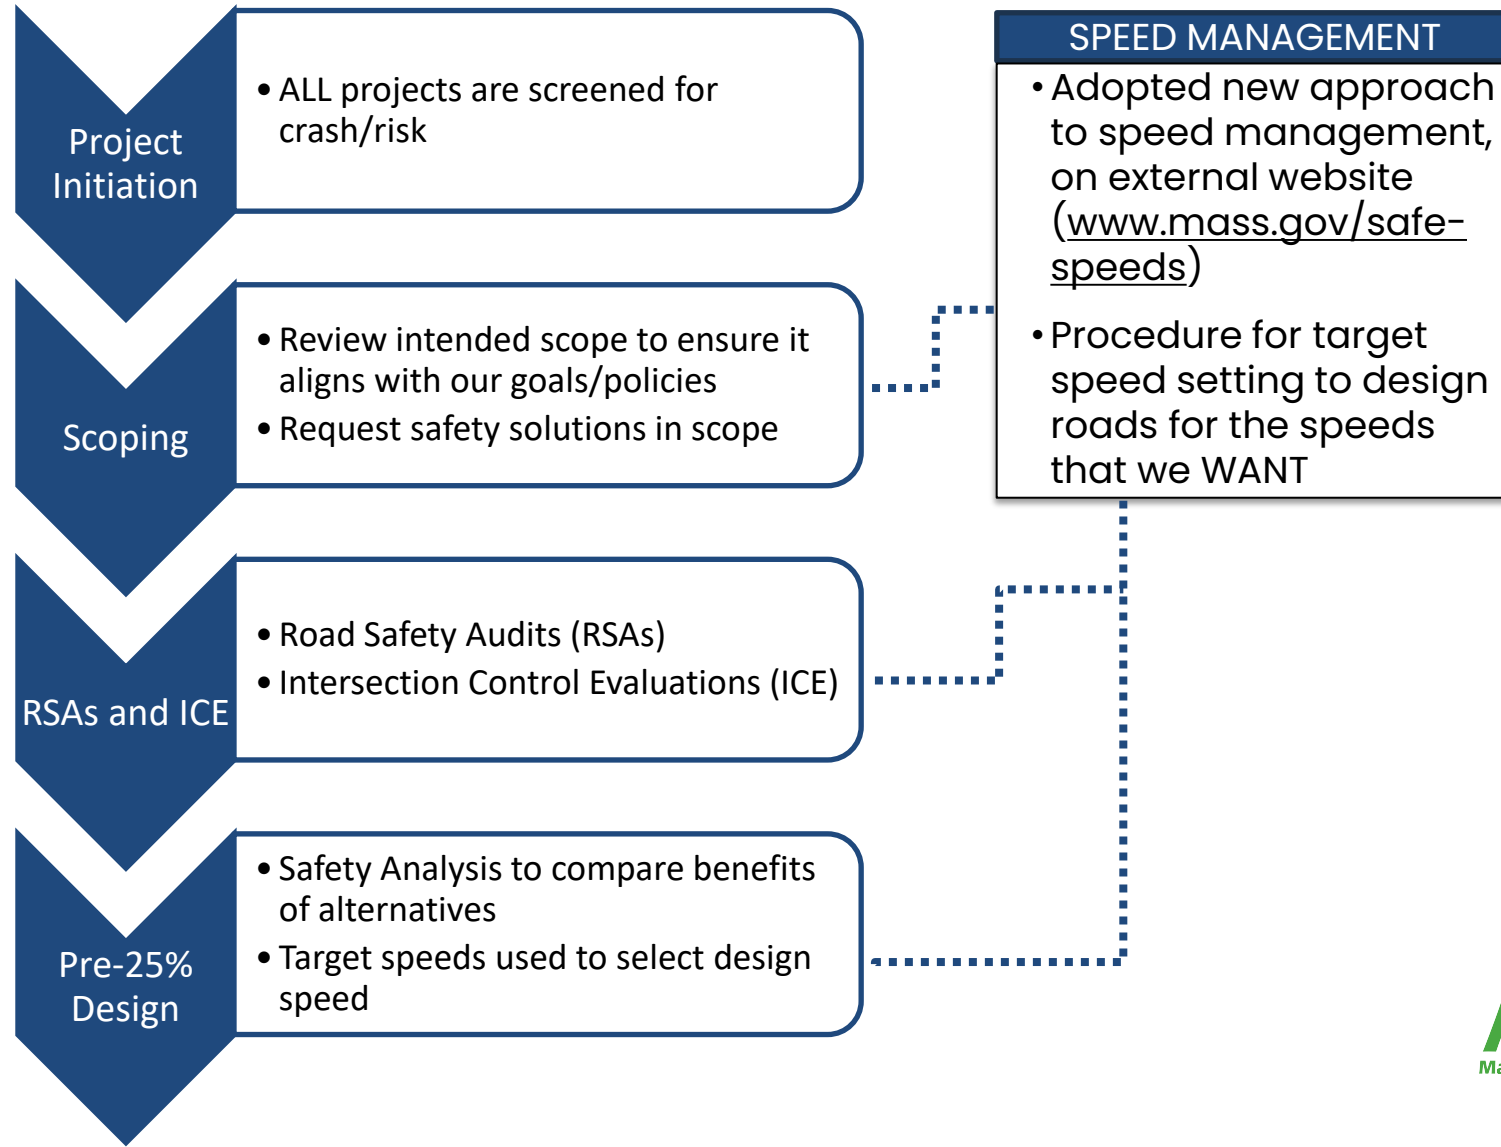 Project
Initiation
• ALL projects are screened for
crash/risk
Scoping
• Review intended scope to ensure it
aligns with our goals/policies
• Request safety solutions in scope
RSAs and ICE
• Road Safety Audits (RSAs)
• Intersection Control Evaluations (ICE)
Pre-25%
Design
• Safety Analysis to compare benefits
of alternatives
• Target speeds used to select design
speed
SPEED MANAGEMENT
• Adopted new approach
to speed management,
on external website
(www.mass.gov/safe-
speeds)
• Procedure for target
speed setting to design
roads for the speeds
that we WANT